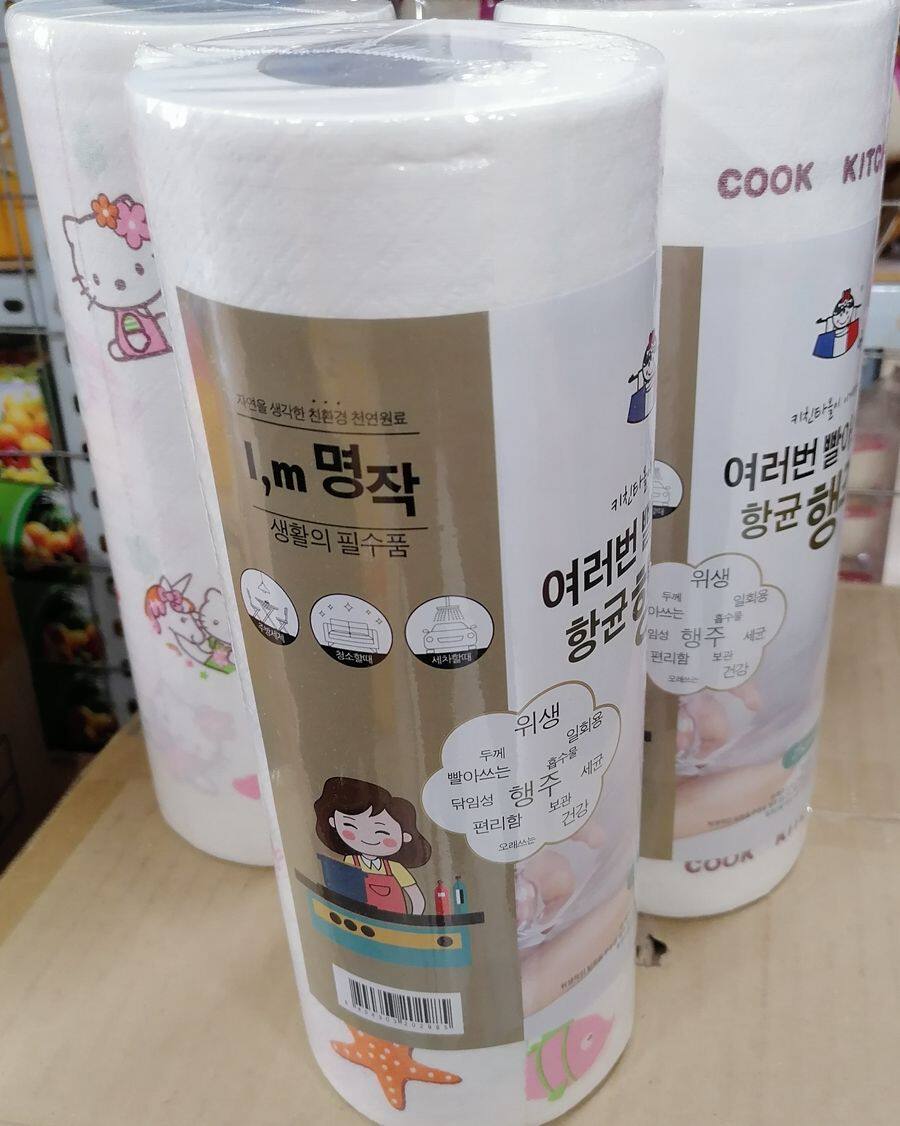 자연을 생각한 친환경 천연원료
I,m 명작
생활의 필수품
청소할때
세차할때
여러번
항균
위생
일회용
두께
흡수율
빨아쓰는
세균
닦임성
행주
보관
편리함
건강
오래쓰는
COOK
여러번 빨아
항균 행
위생
두께
일회용
아쓰는
흡수율
임성
행주
세균
편리함
보관
건강
오래쓰는
COOK